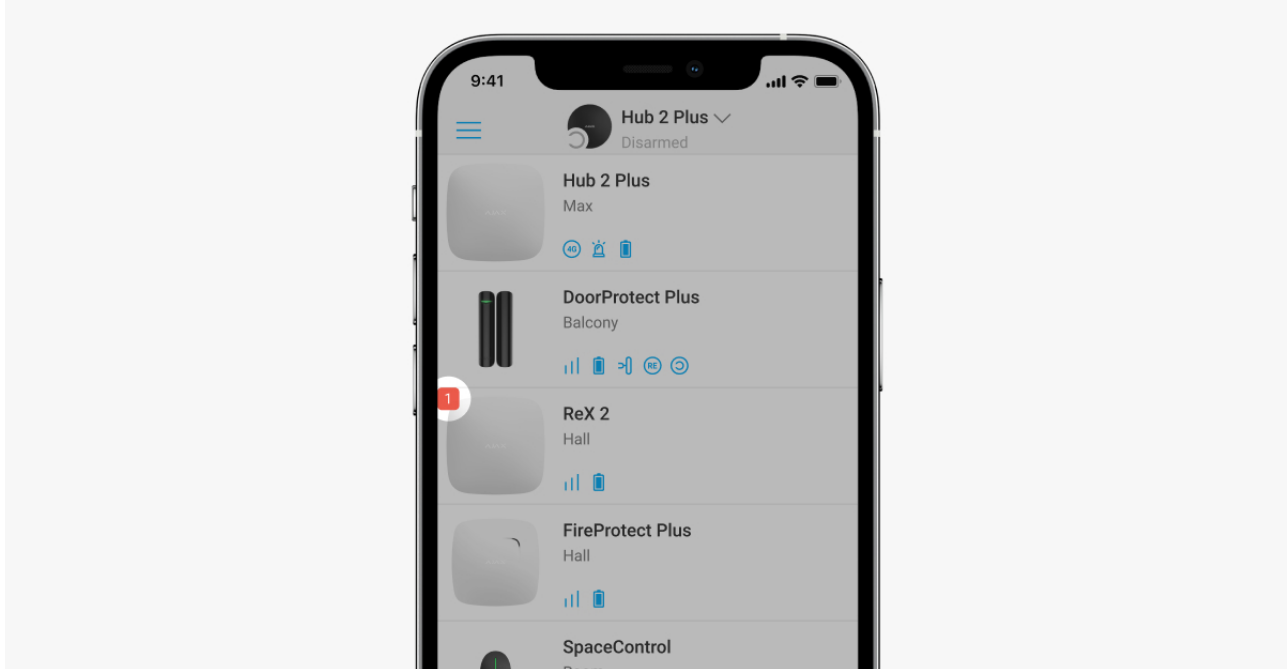 9:41
Hub 2 Plus
Disarmed
Hub 2 Plus
Max
4G
DoorProtect Plus
Balcony
RE
1
ReX 2
Hall
FireProtect Plus
Hall
SpaceControl